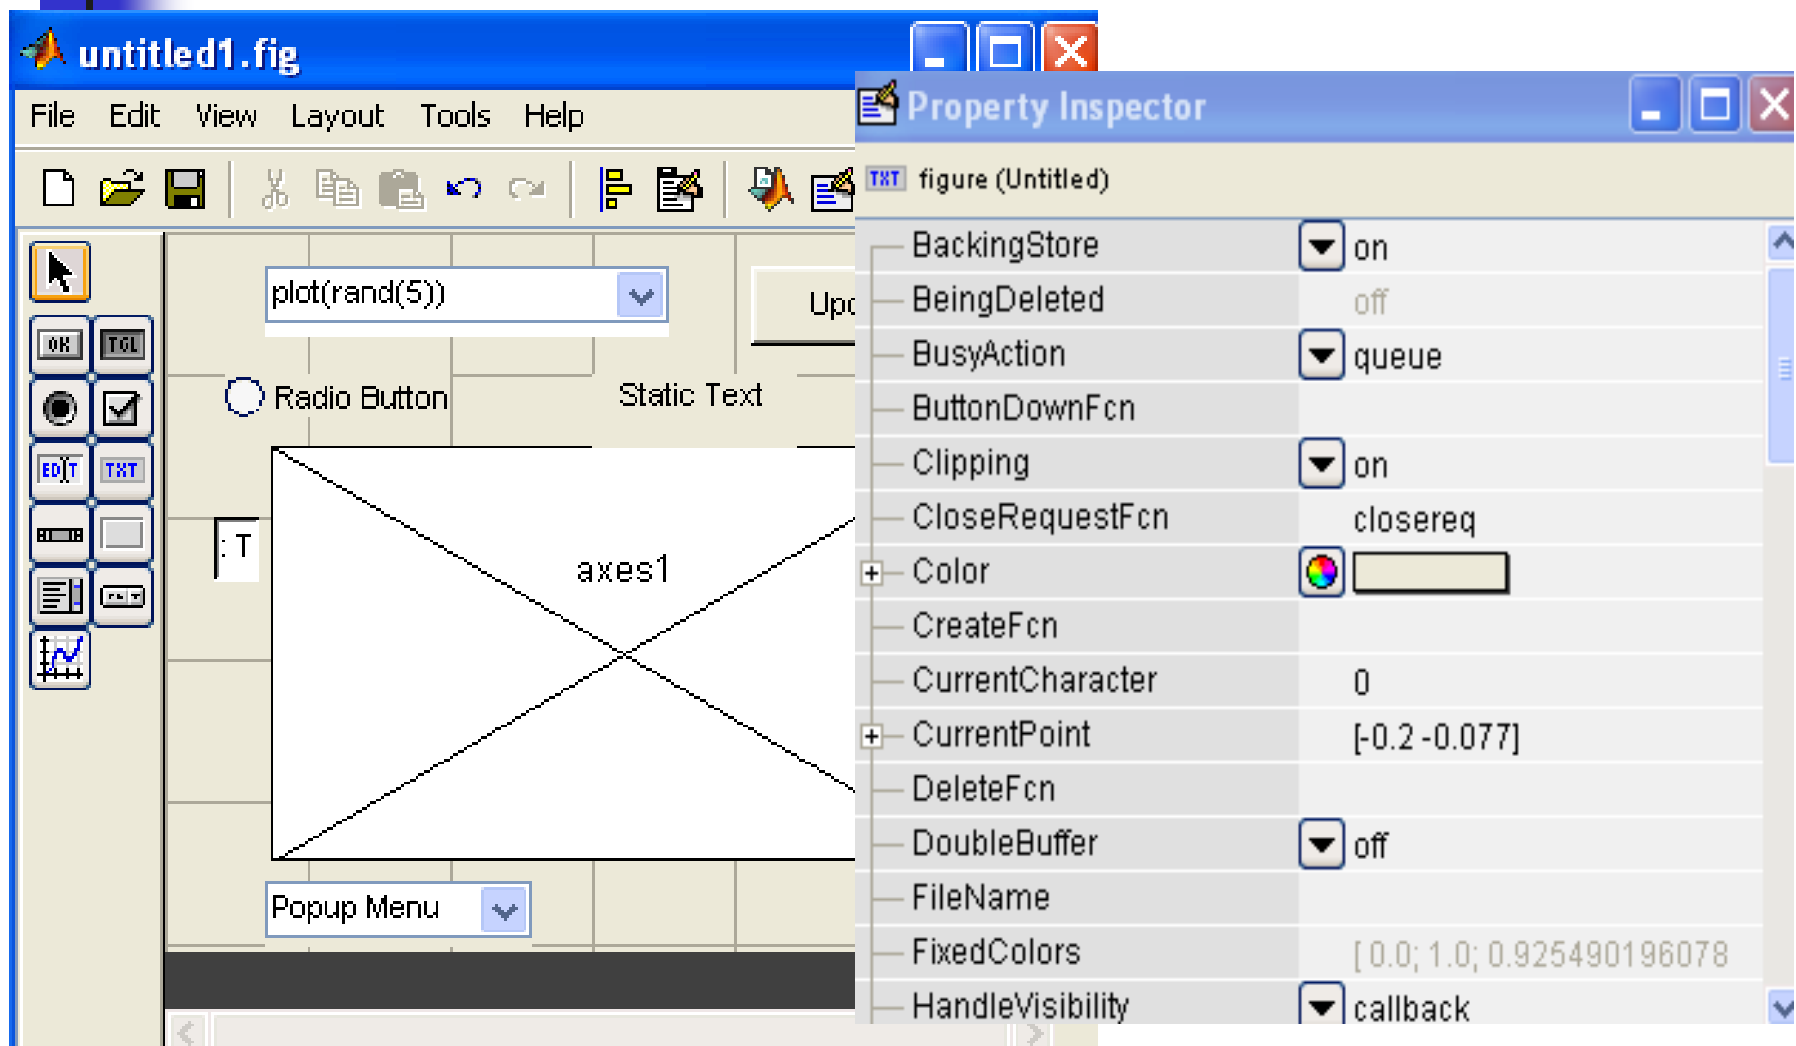 untitled1.fig
File Edit View Layout Tools Help
plot(rand(5))
Radio Button
Static Text
OK TGL
EDIT TXT
: T
axes1
Popup Menu
Property Inspector
TXT figure (Untitled)
BackingStore on
BeingDeleted off
BusyAction queue
ButtonDownFcn
Clipping on
CloseRequestFcn closereq
Color
CreateFcn
CurrentCharacter 0
CurrentPoint [-0.2 -0.077]
DeleteFcn
DoubleBuffer off
FileName
FixedColors [ 0.0; 1.0; 0.925490196078
HandleVisibility callback